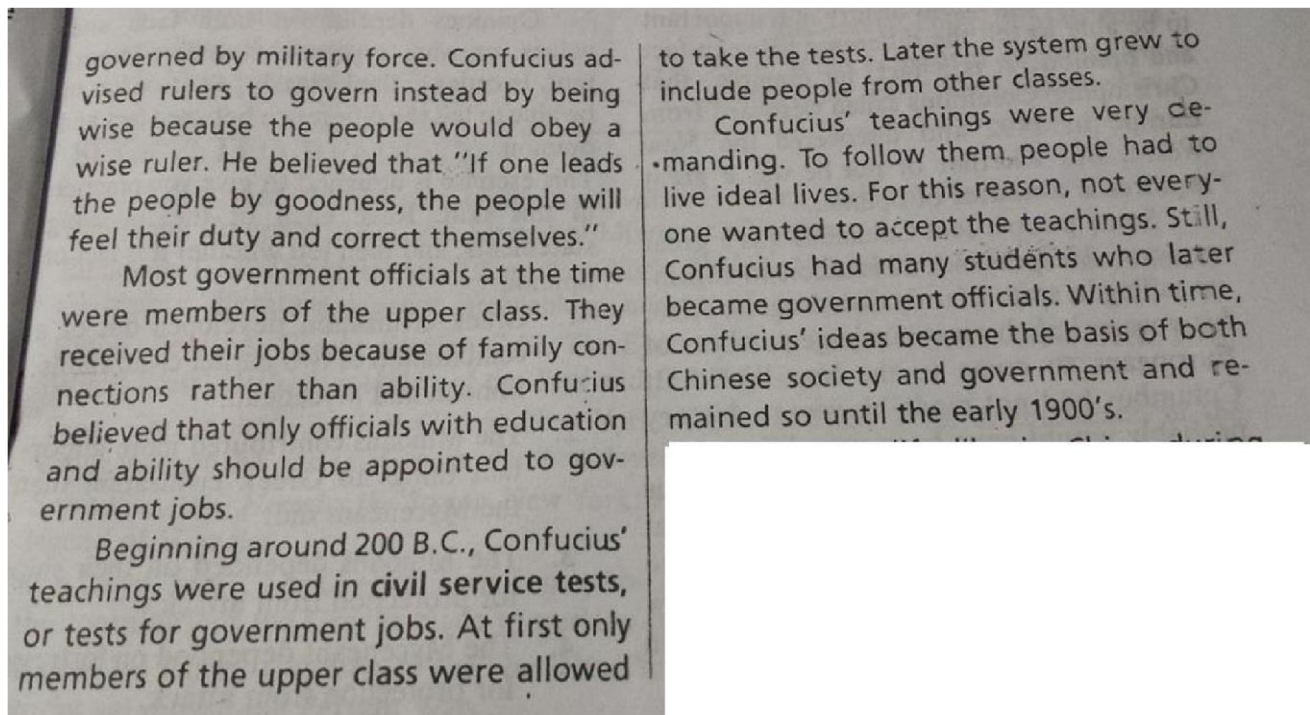 governed by military force. Confucius ad-
vised rulers to govern instead by being
wise because the people would obey a
wise ruler. He believed that "If one leads
the people by goodness, the people will
feel their duty and correct themselves."
Most government officials at the time
were members of the upper class. They
received their jobs because of family con-
nections rather than ability. Confucius
believed that only officials with education
and ability should be appointed to gov-
ernment jobs.
Beginning around 200 B.C., Confucius'
teachings were used in civil service tests,
or tests for government jobs. At first only
members of the upper class were allowed
to take the tests. Later the system grew to
include people from other classes.
Confucius' teachings were very de-
manding. To follow them people had to
live ideal lives. For this reason, not every-
one wanted to accept the teachings. Still,
Confucius had many students who later
became government officials. Within time,
Confucius' ideas became the basis of both
Chinese society and government and re-
mained so until the early 1900's.